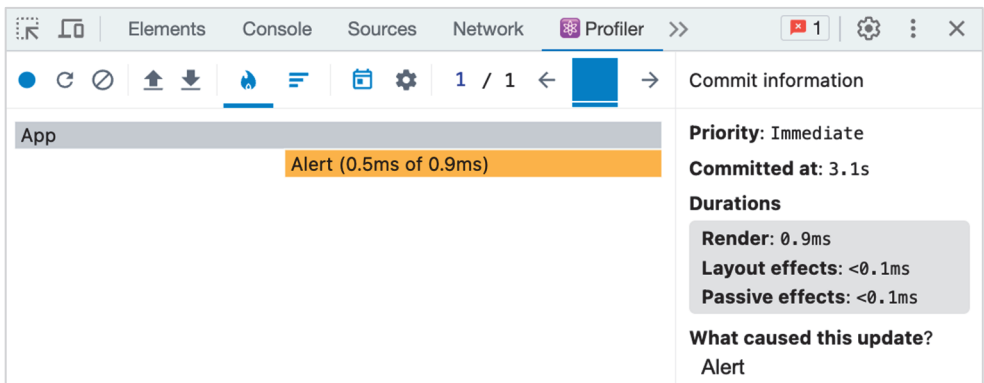 Elements Console Sources Network Profiler 1
1 / 1
Commit information
App
Alert (0.5ms of 0.9ms)
Priority: Immediate
Committed at: 3.1s
Durations
Render: 0.9ms
Layout effects: <0.1ms
Passive effects: <0.1ms
What caused this update?
Alert